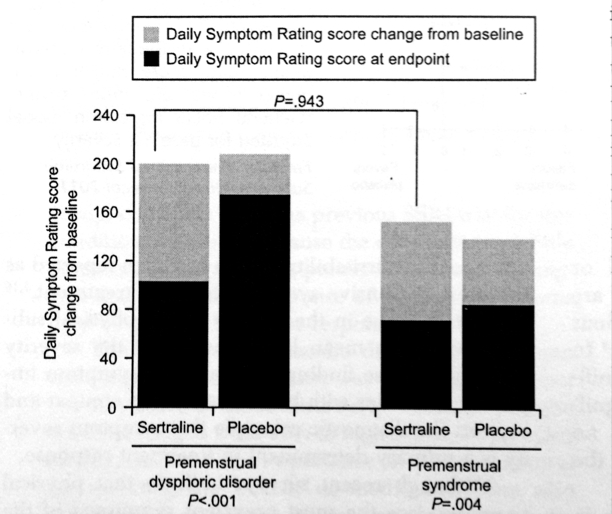 Daily Symptom Rating score change from baseline
Daily Symptom Rating score at endpoint
P=.943
Daily Symptom Rating score
change from baseline
240
200
160
120
80
40
0
Sertraline Placebo Sertraline Placebo
Premenstrual
dysphoric disorder
P<.001
Premenstrual
syndrome
P=.004